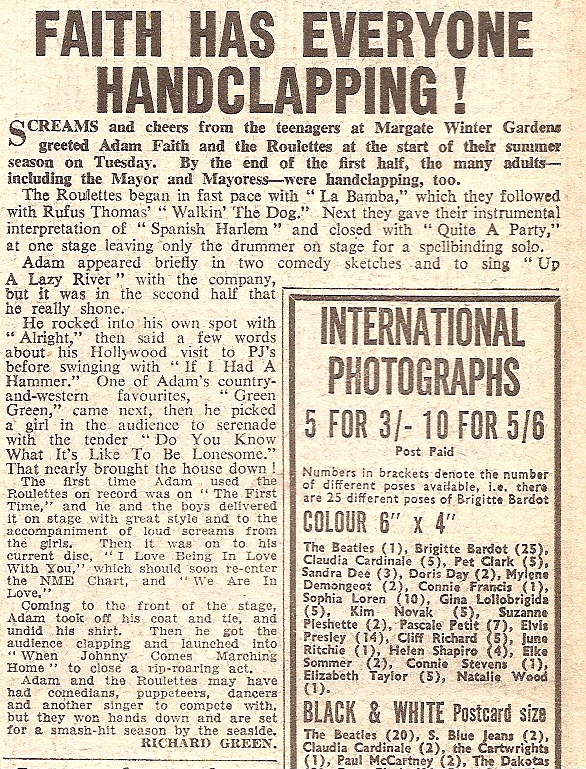 FAITH HAS EVERYONE
HANDCLAPPING !
SCREAMS and cheers from the teenagers at Margate Winter Gardens
greeted Adam Faith and the Roulettes at the start of their summer
season on Tuesday. By the end of the first half, the many adults—
including the Mayor and Mayoress—were handclapping, too.
The Roulettes began in fast pace with “ La Bamba,” which they followed
with Rufus Thomas’ “ Walkin’ The Dog.” Next they gave their instrumental
interpretation of “ Spanish Harlem ” and closed with “ Quite A Party,”
at one stage leaving only the drummer on stage for a spellbinding solo.
Adam appeared briefly in two comedy sketches and to sing “ Up
A Lazy River ” with the company,
but it was in the second half that
he really shone.
He rocked into his own spot with
“ Alright,” then said a few words
about his Hollywood visit to PJ’s
before swinging with “ If I Had A
Hammer.” One of Adam’s country-
and-western favourites, “ Green
Green,” came next, then he picked
a girl in the audience to serenade
with the tender “ Do You Know
What It’s Like To Be Lonesome.”
That nearly brought the house down !
The first time Adam used the
Roulettes on record was on “ The First
Time,” and he and the boys delivered
it on stage with great style and to the
accompaniment of loud screams from
the girls. Then it was on to his
current disc, “ I Love Being In Love
With You,” which should soon re-enter
the NME Chart, and “ We Are In
Love.”
Coming to the front of the stage,
Adam took off his coat and tie, and
undid his shirt. Then he got the
audience clapping and launched into
“ When Johnny Comes Marching
Home ” to close a rip-roaring act.
Adam and the Roulettes may have
had comedians, puppeteers, dancers
and another singer to compete with,
but they won hands down and are set
for a smash-hit season by the seaside.
RICHARD GREEN.
INTERNATIONAL
PHOTOGRAPHS
5 FOR 3/- 10 FOR 5/6
Post Paid
Numbers in brackets denote the number
of different poses available, i.e. there
are 25 different poses of Brigitte Bardot
COLOUR 6” x 4”
The Beatles (1), Brigitte Bardot (25),
Claudia Cardinale (5), Pet Clark (5),
Sandra Dee (3), Doris Day (2), Mylene
Demongeot (2), Connie Francis (1),
Sophia Loren (10), Gina Lollobrigida
(5), Kim Novak (5), Suzanne
Pleshette (2), Pascale Petit (7), Elvis
Presley (14), Cliff Richard (5), June
Ritchie (1), Helen Shapiro (4), Elke
Sommer (2), Connie Stevens (1),
Elizabeth Taylor (5), Natalie Wood
(1).
BLACK & WHITE Postcard size
The Beatles (20), S. Blue Jeans (2),
Claudia Cardinale (2), the Cartwrights
(1), Paul McCartney (2), The Dakotas